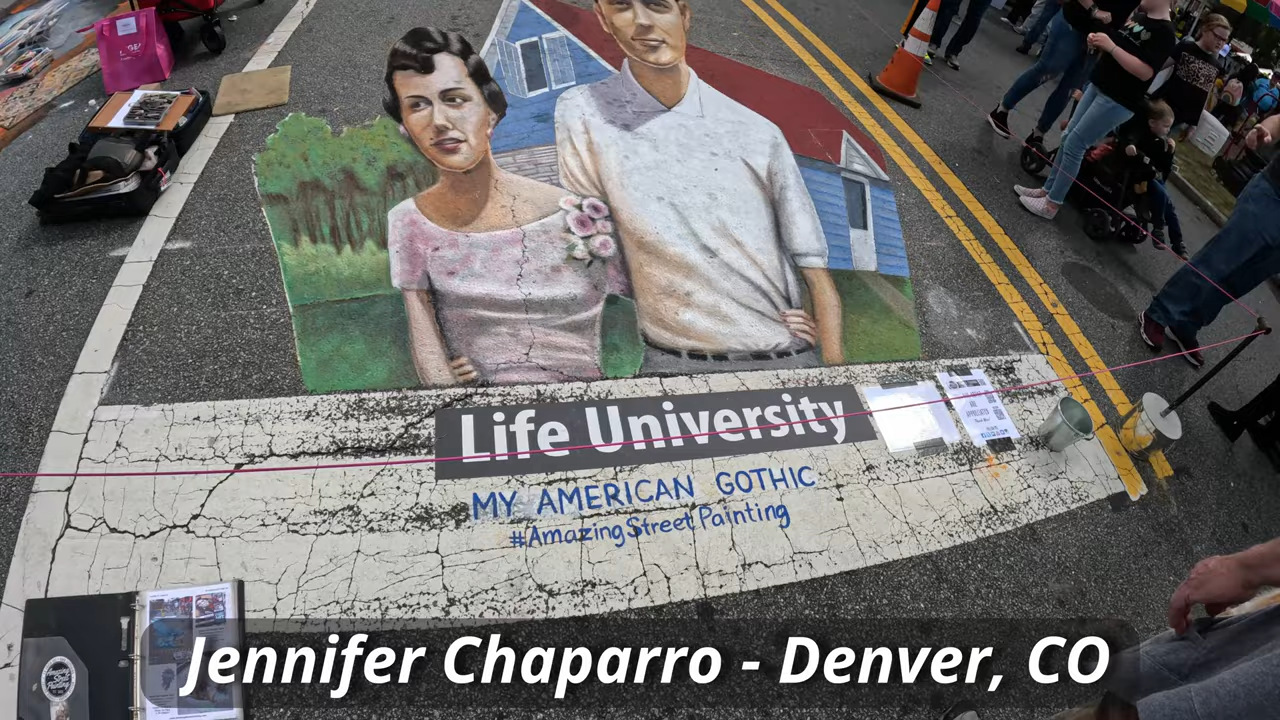 Life University
MY AMERICAN GOTHIC
#AmazingStreetPainting
Jennifer Chaparro - Denver, CO